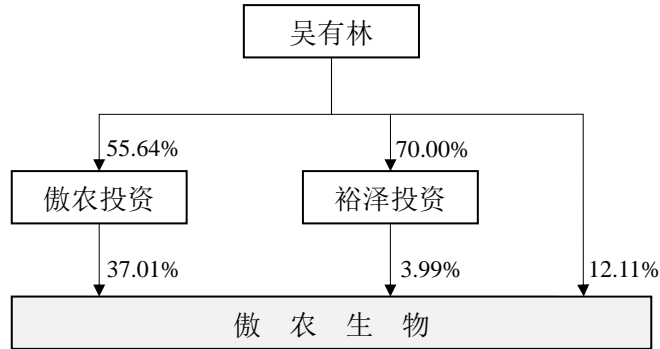 吴有林
55.64%
70.00%
傲农投资
裕泽投资
37.01%
3.99%
12.11%
傲 农 生 物